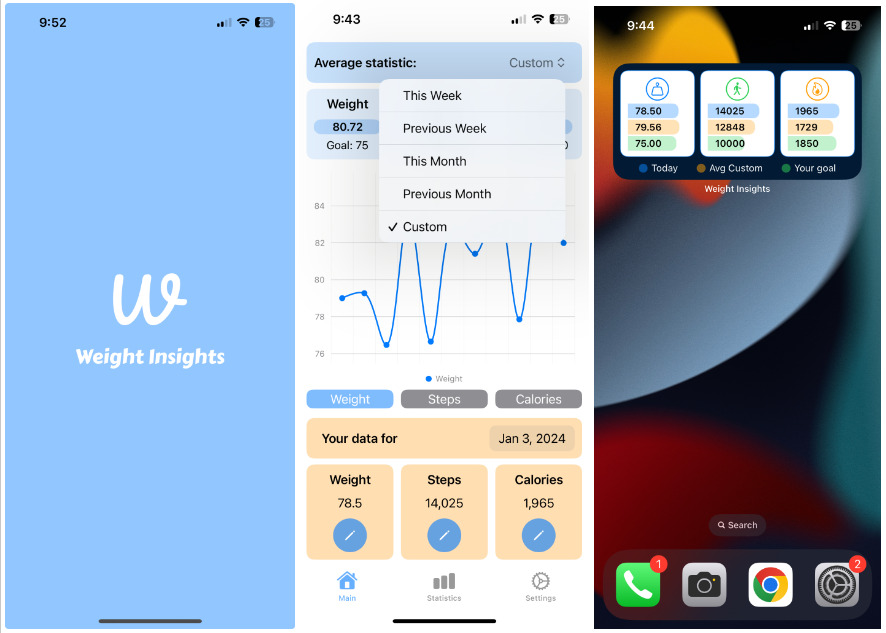 9:52
25
W
Weight Insights
9:43
25
Average statistic:
Custom
This Week
Previous Week
This Month
Previous Month
Custom
Weight
80.72
Goal: 75
0
84
82
80
78
76
Weight
Weight
Steps
Calories
Your data for
Jan 3, 2024
Weight
Steps
Calories
78.5
14,025
1,965
Main
Statistics
Settings
9:44
25
78.50
14025
1965
79.56
12848
1729
75.00
10000
1850
Today
Avg Custom
Your goal
Weight Insights
Search
1
2